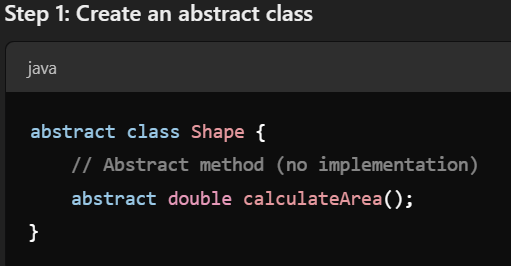 Step 1: Create an abstract class
java
abstract class Shape {
// Abstract method (no implementation)
abstract double calculateArea();
}